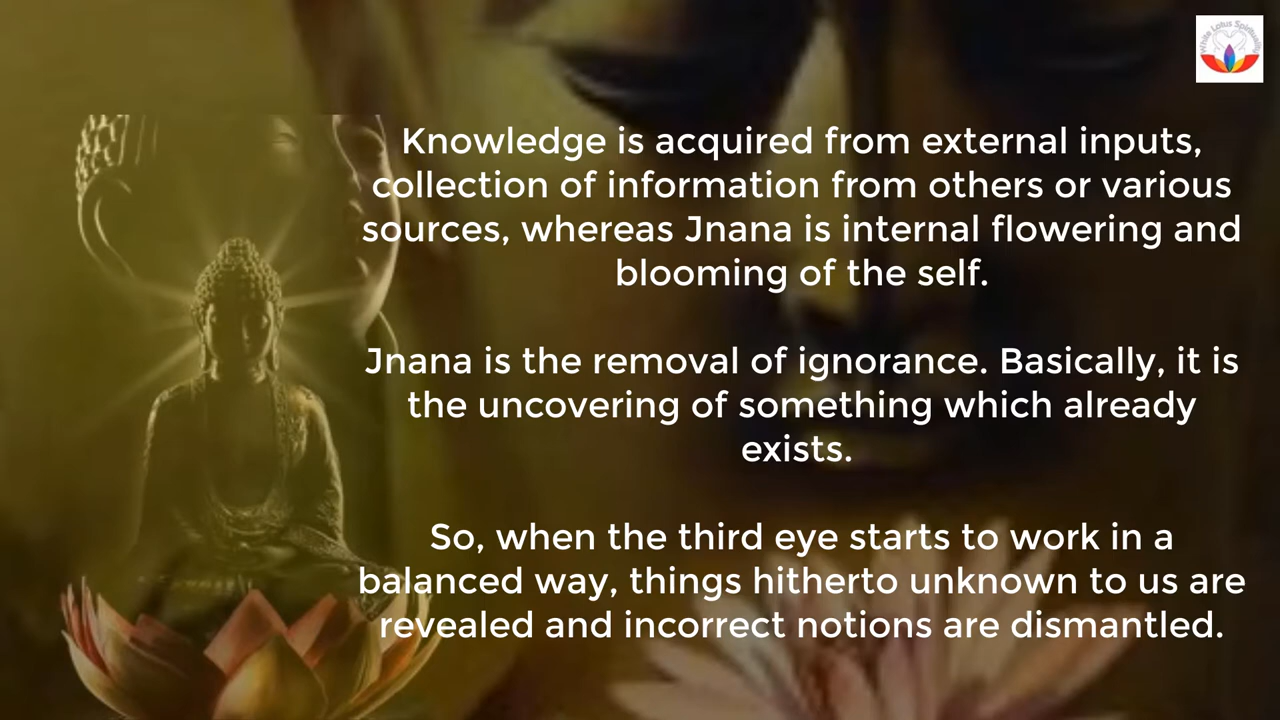 White Lotus Spirituality
Knowledge is acquired from external inputs,
collection of information from others or various
sources, whereas Jnana is internal flowering and
blooming of the self.
Jnana is the removal of ignorance. Basically, it is
the uncovering of something which already
exists.
So, when the third eye starts to work in a
balanced way, things hitherto unknown to us are
revealed and incorrect notions are dismantled.